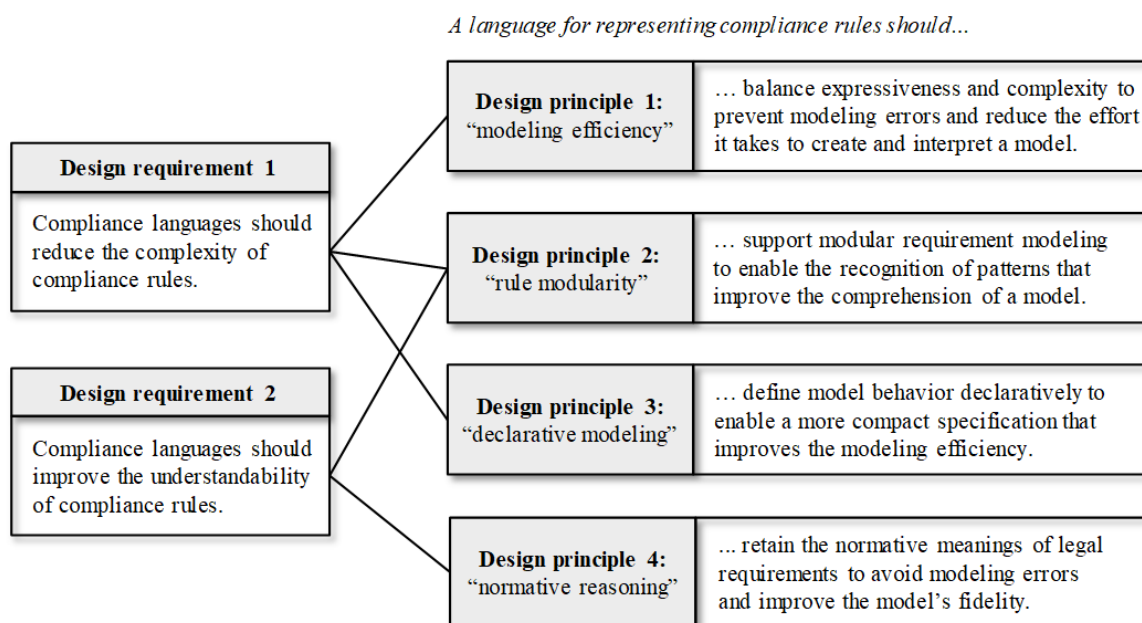 A language for representing compliance rules should...
Design requirement 1
Compliance languages should
reduce the complexity of
compliance rules.
Design requirement 2
Compliance languages should
improve the understandability
of compliance rules.
Design principle 1:
“modeling efficiency”
… balance expressiveness and complexity to
prevent modeling errors and reduce the effort
it takes to create and interpret a model.
Design principle 2:
“rule modularity”
… support modular requirement modeling
to enable the recognition of patterns that
improve the comprehension of a model.
Design principle 3:
“declarative modeling”
… define model behavior declaratively to
enable a more compact specification that
improves the modeling efficiency.
Design principle 4:
“normative reasoning”
... retain the normative meanings of legal
requirements to avoid modeling errors
and improve the model’s fidelity.